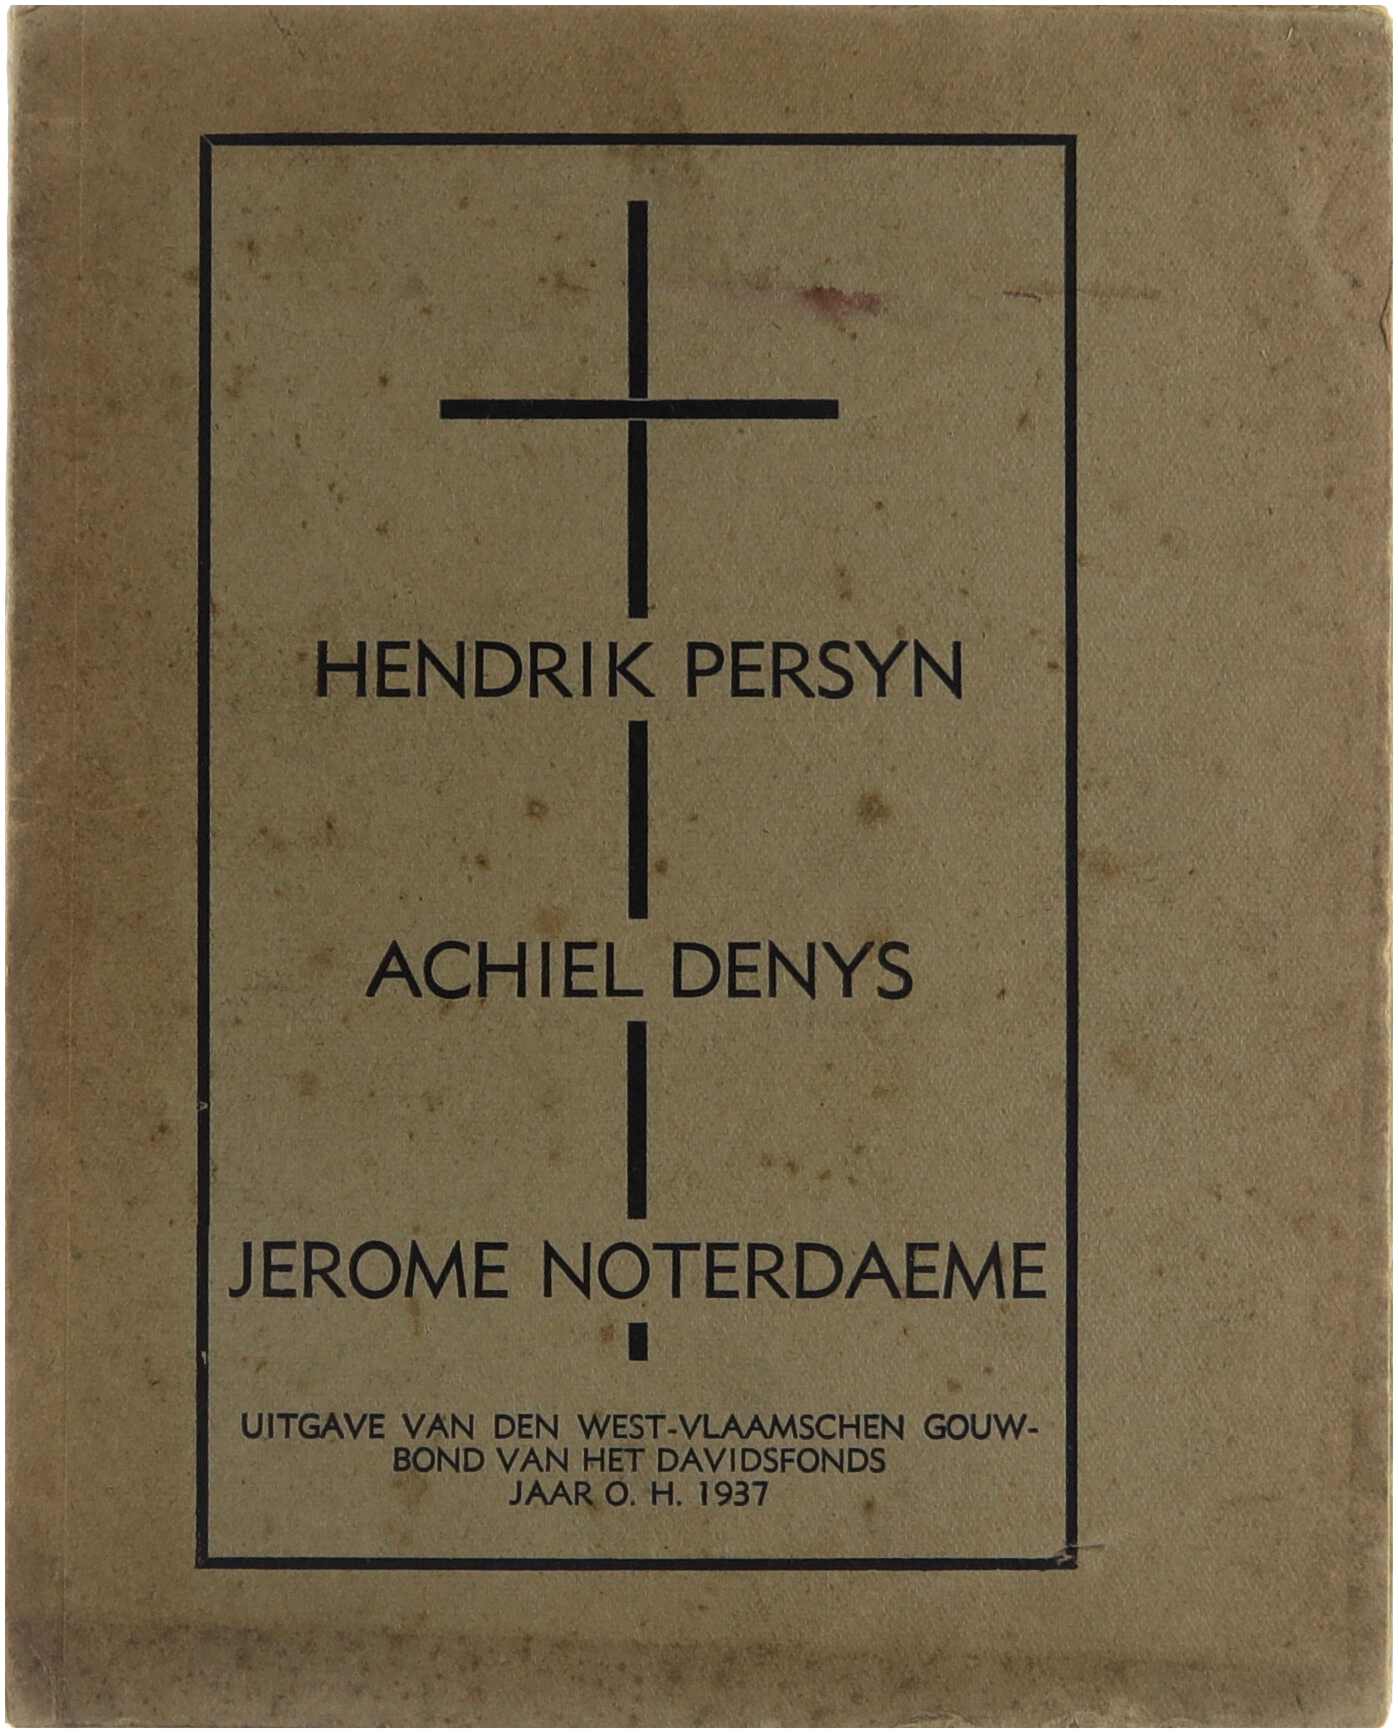 HENDRIK PERSYN
ACHIEL DENYS
JEROME NOTERDAEME
UITGAVE VAN DEN WEST-VLAAMSCHEN GOUW-
BOND VAN HET DAVIDSFONDS
JAAR O. H. 1937